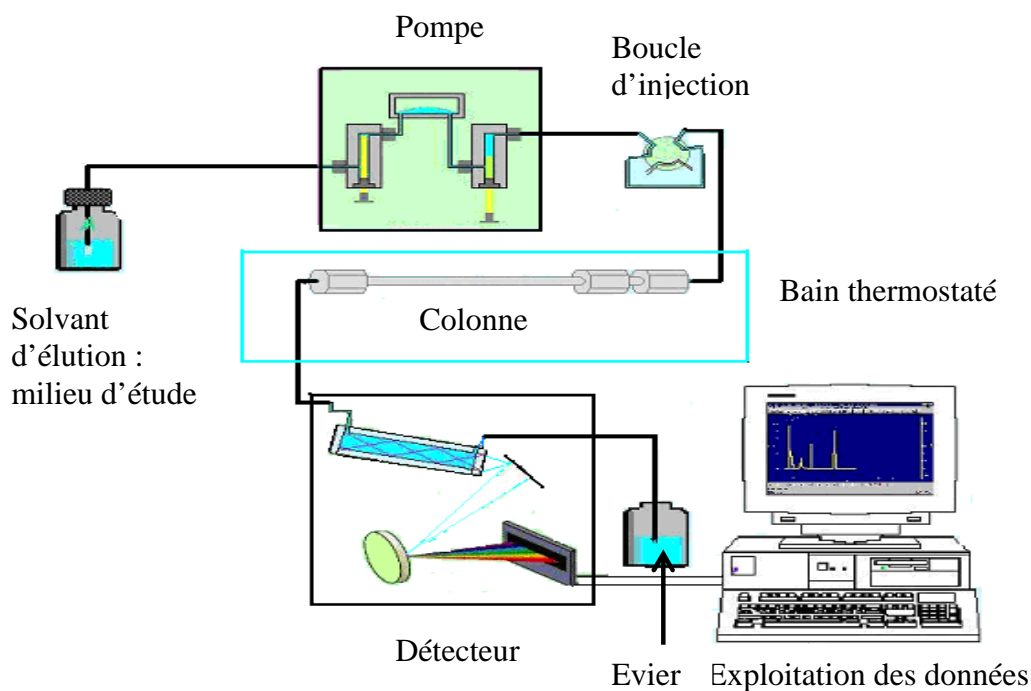 Pompe
Boucle
d’injection
Bain thermostaté
Colonne
Solvant
d’élution :
milieu d’étude
Détecteur
Evier
Exploitation des données